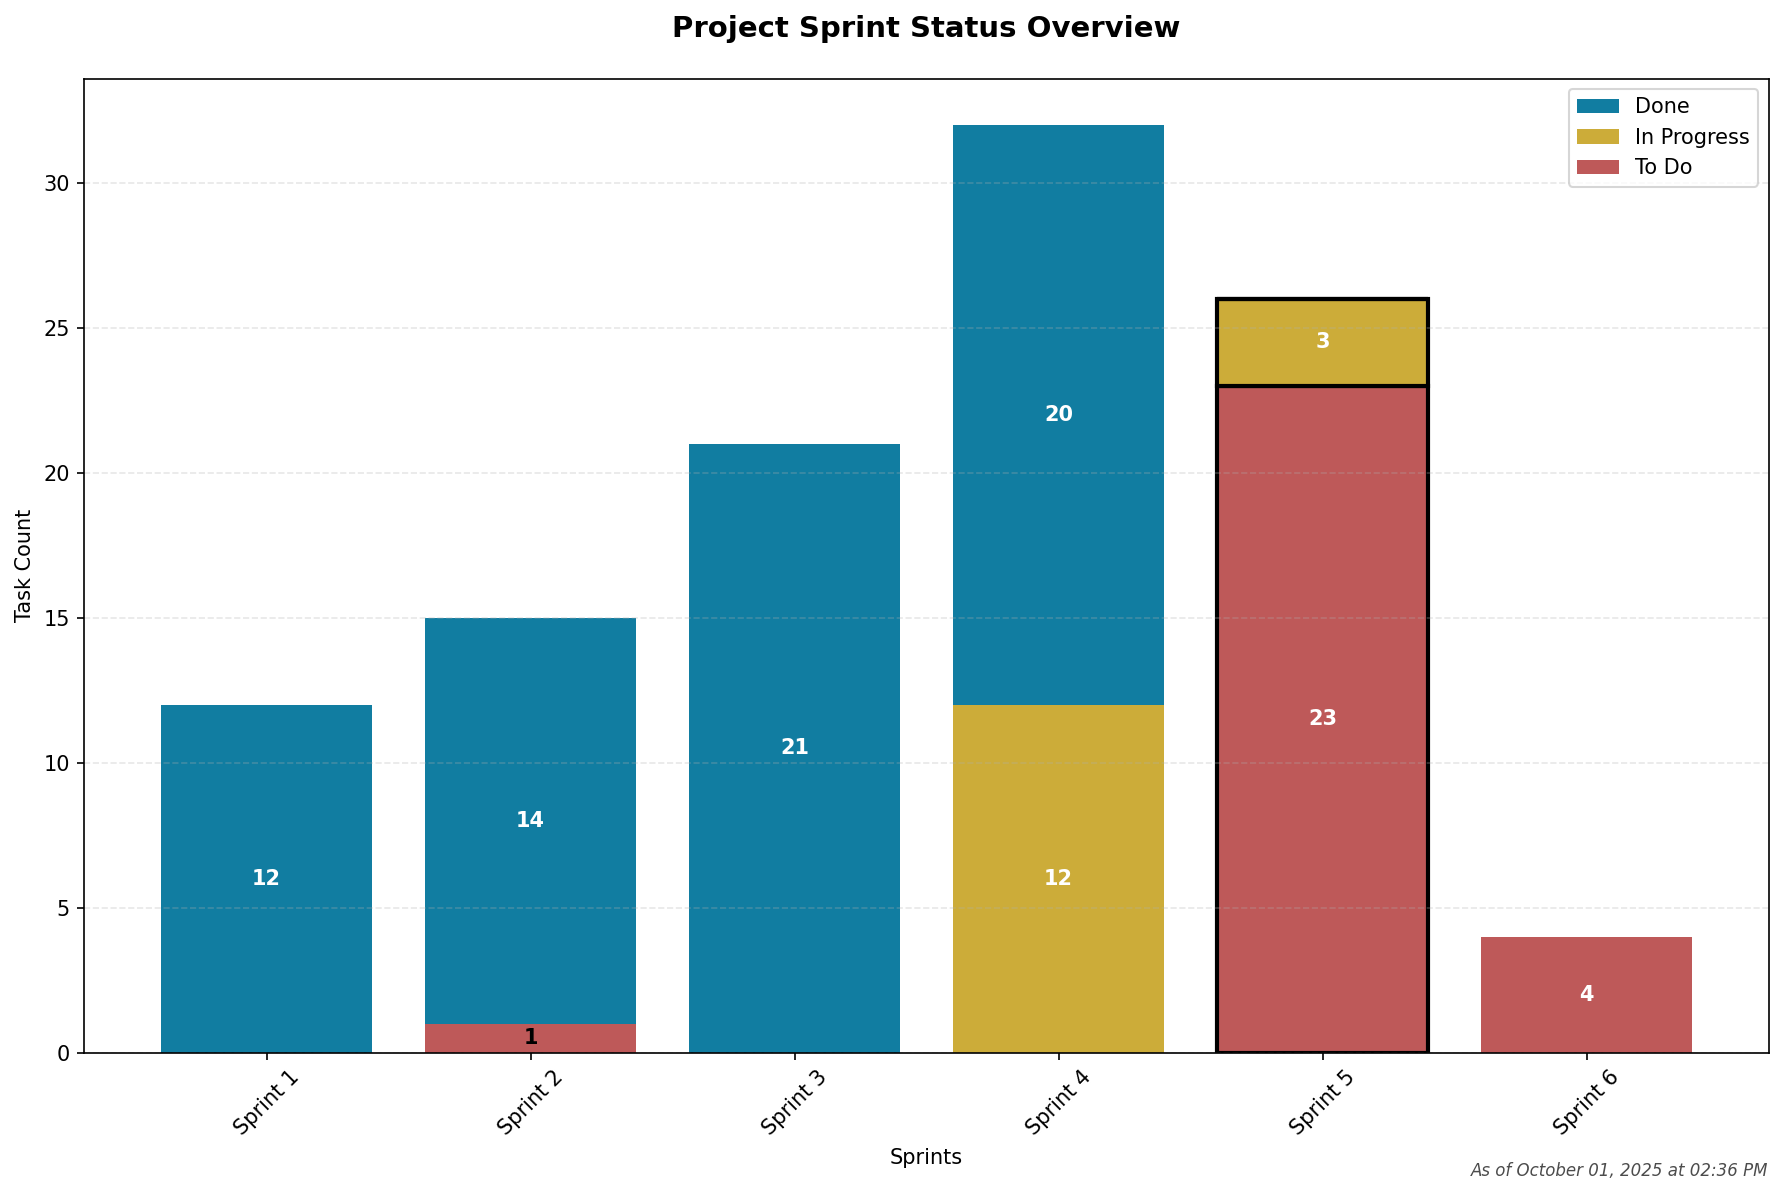 Project Sprint Status Overview
Done
In Progress
To Do
Task Count
30
25
20
15
10
5
0
12
14
1
21
20
12
3
23
4
Sprint 1
Sprint 2
Sprint 3
Sprint 4
Sprint 5
Sprint 6
Sprints
As of October 01, 2025 at 02:36 PM